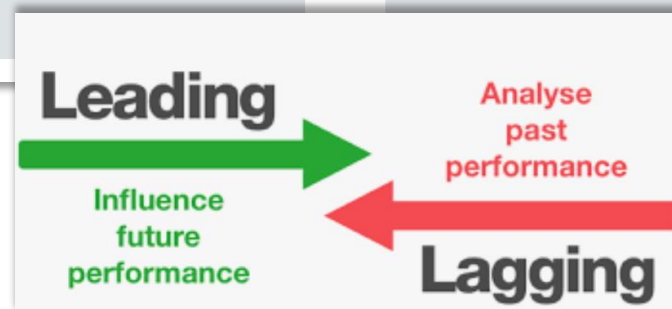 Leading
Influence
future
performance
Analyse
past
performance
Lagging